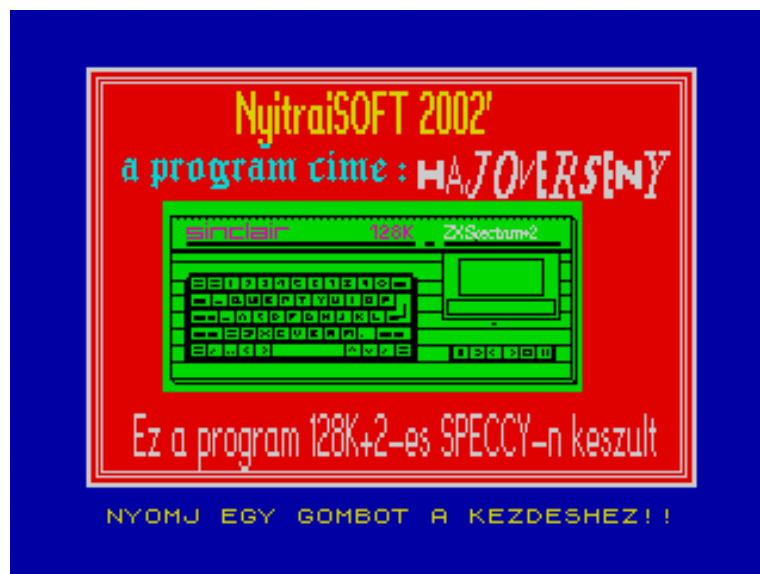 NyitraiSOFT 2002'
a program cime : HAJOVERSENY
sinclair 128K ZX Spectrum+2
Ez a program 128K+2-es SPECCY-n keszult
NYOMJ EGY GOMBOT A KEZDESHEZ!!